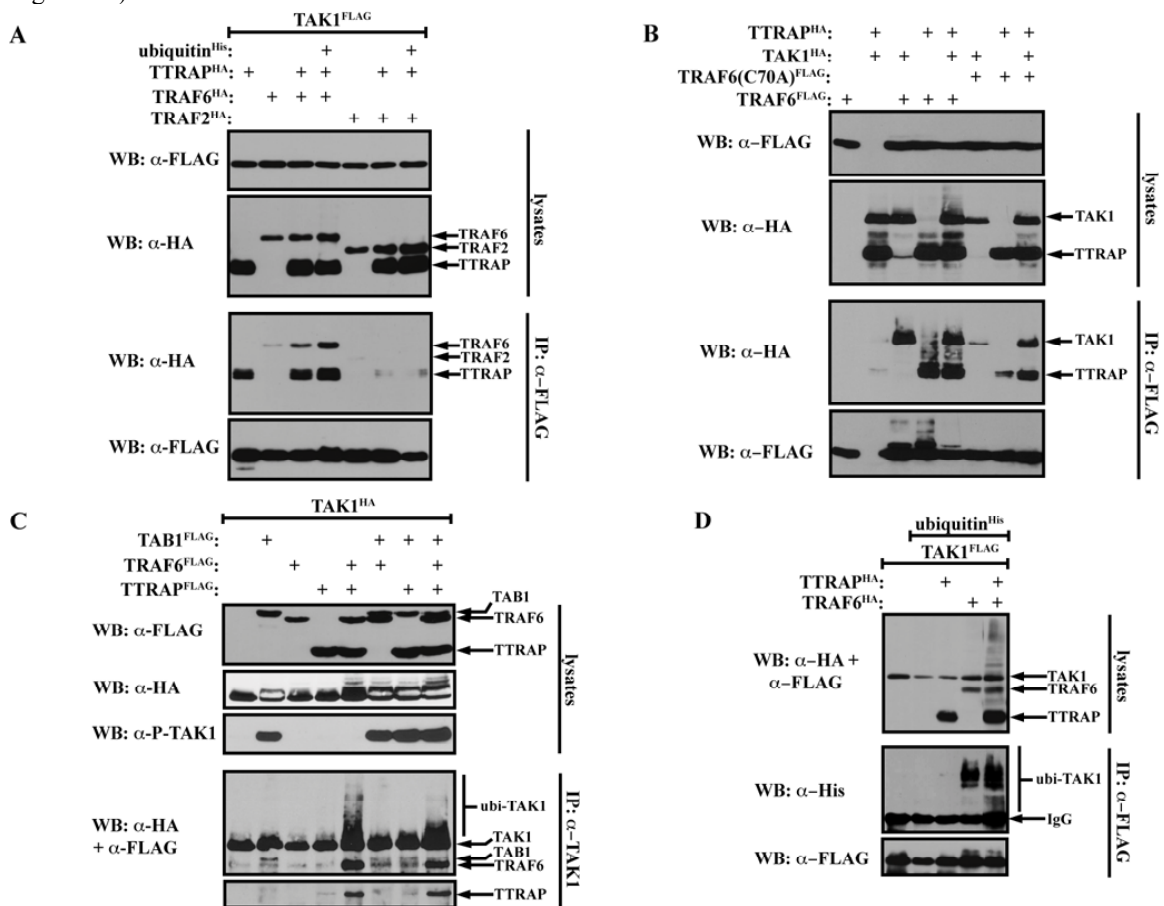 A
TAK1FLAG
ubiquitinHis: + +
TTRAPHA: + + + + +
TRAF6HA: + + +
TRAF2HA: + + +
WB: α-FLAG
WB: α-HA
TRAF6
TRAF2
TTRAP
lysates
WB: α-HA
TRAF6
TRAF2
TTRAP
WB: α-FLAG
IP: α-FLAG
B
TTRAPHA: + + + + +
TAK1HA: + + + + +
TRAF6(C70A)FLAG: + + +
TRAF6FLAG: + + + +
WB: α-FLAG
WB: α-HA
TAK1
TTRAP
lysates
WB: α-HA
TAK1
TTRAP
WB: α-FLAG
IP: α-FLAG
C
TAK1HA
TAB1FLAG: + + + +
TRAF6FLAG: + + + +
TTRAPFLAG: + + + +
WB: α-FLAG
TAB1
TRAF6
TTRAP
WB: α-HA
WB: α-P-TAK1
lysates
WB: α-HA
+ α-FLAG
ubi-TAK1
TAK1
TAB1
TRAF6
TTRAP
IP: α-TAK1
D
ubiquitinHis
TAK1FLAG
TTRAPHA: + +
TRAF6HA: + +
WB: α-HA +
α-FLAG
TAK1
TRAF6
TTRAP
lysates
WB: α-His
ubi-TAK1
IgG
WB: α-FLAG
IP: α-FLAG